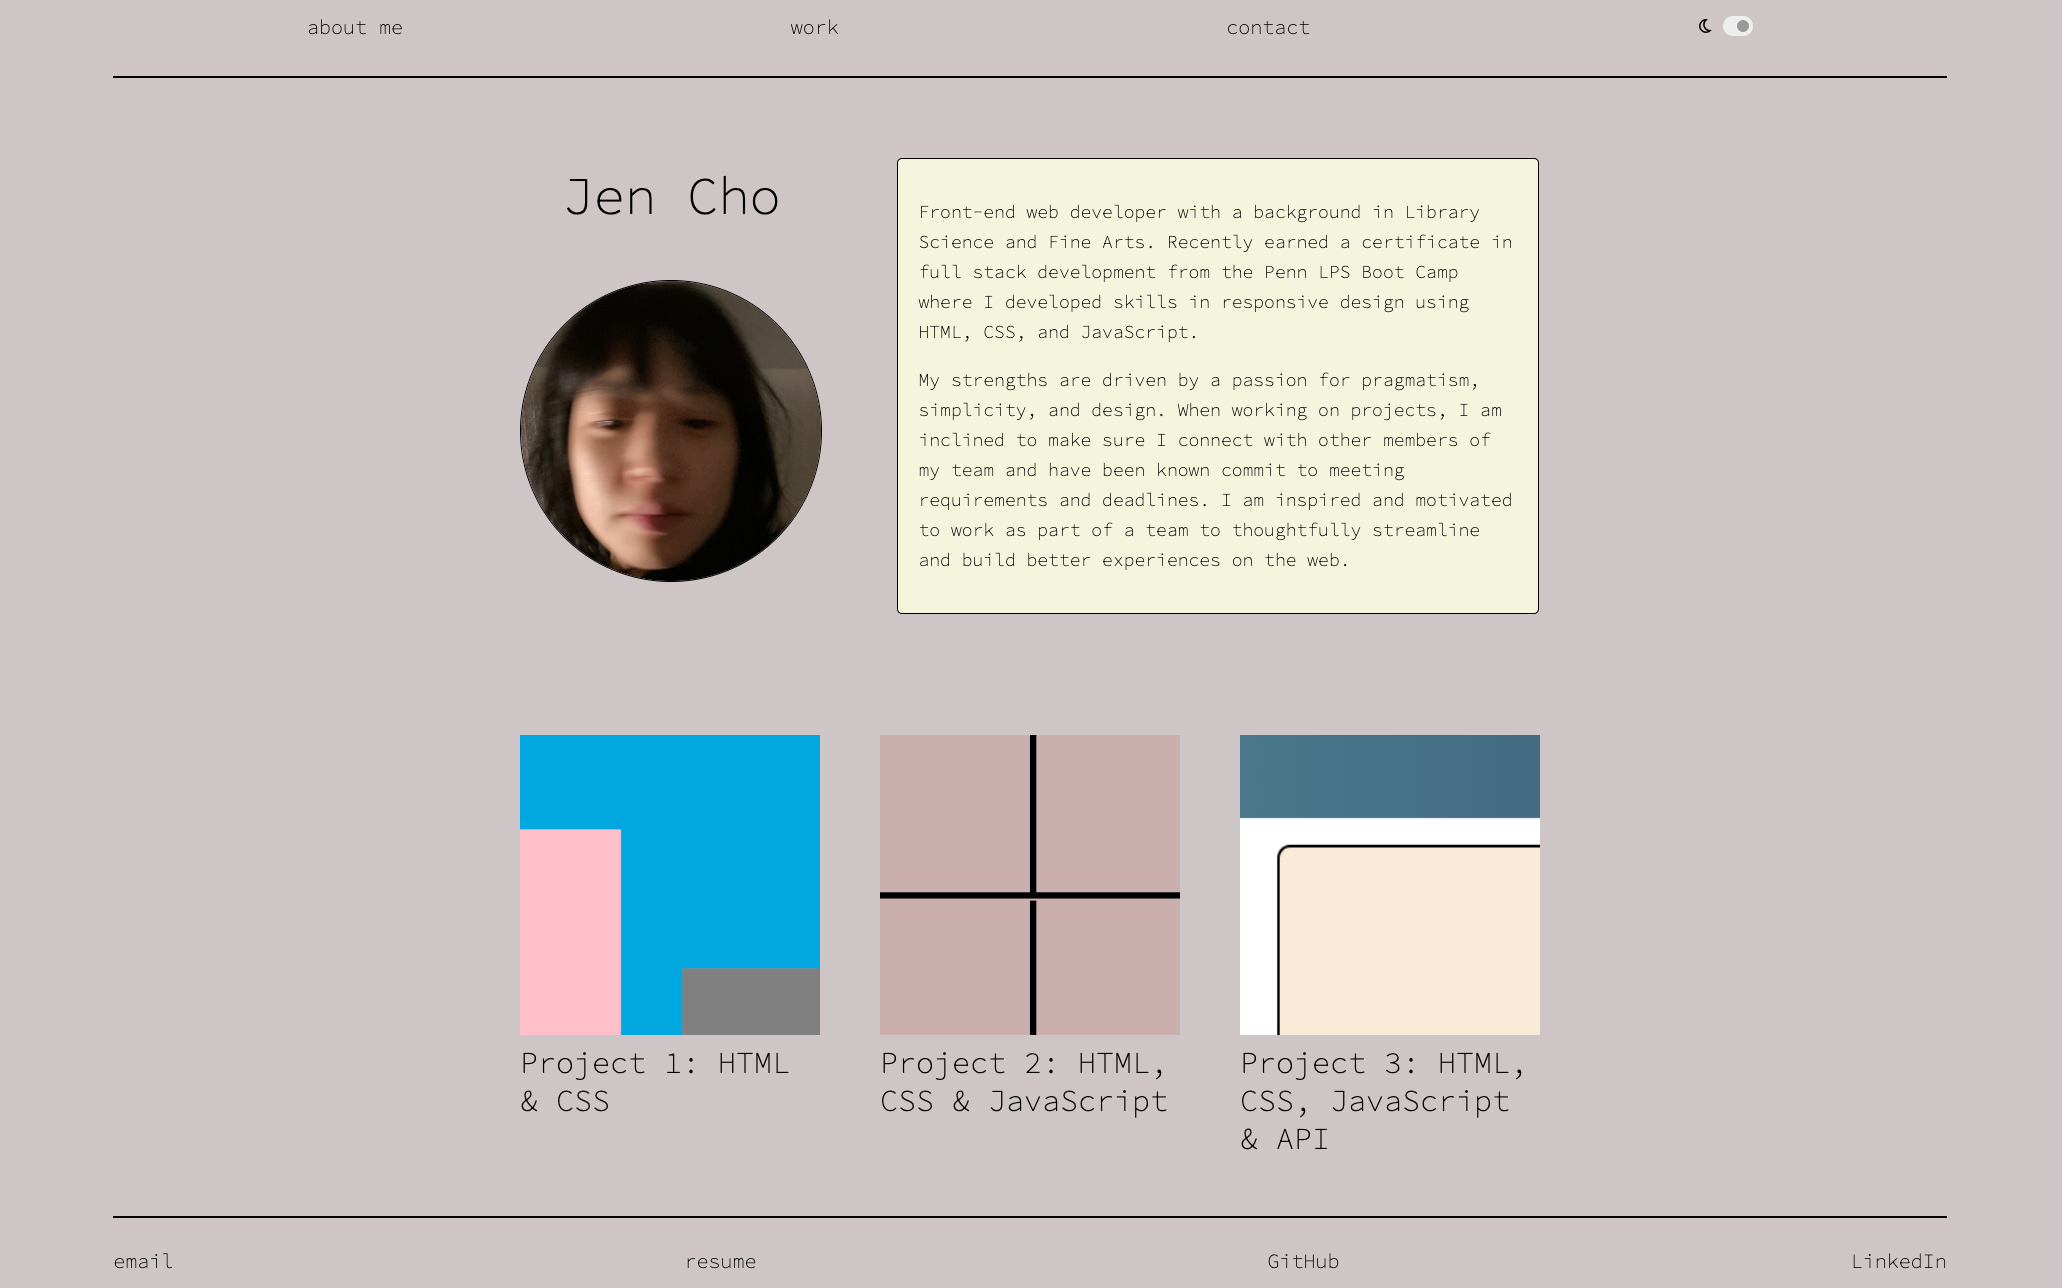 about me work contact
Jen Cho
Front-end web developer with a background in Library
Science and Fine Arts. Recently earned a certificate in
full stack development from the Penn LPS Boot Camp
where I developed skills in responsive design using
HTML, CSS, and JavaScript.
My strengths are driven by a passion for pragmatism,
simplicity, and design. When working on projects, I am
inclined to make sure I connect with other members of
my team and have been known commit to meeting
requirements and deadlines. I am inspired and motivated
to work as part of a team to thoughtfully streamline
and build better experiences on the web.
Project 1: HTML
& CSS
Project 2: HTML,
CSS & JavaScript
Project 3: HTML,
CSS, JavaScript
& API
email resume GitHub LinkedIn